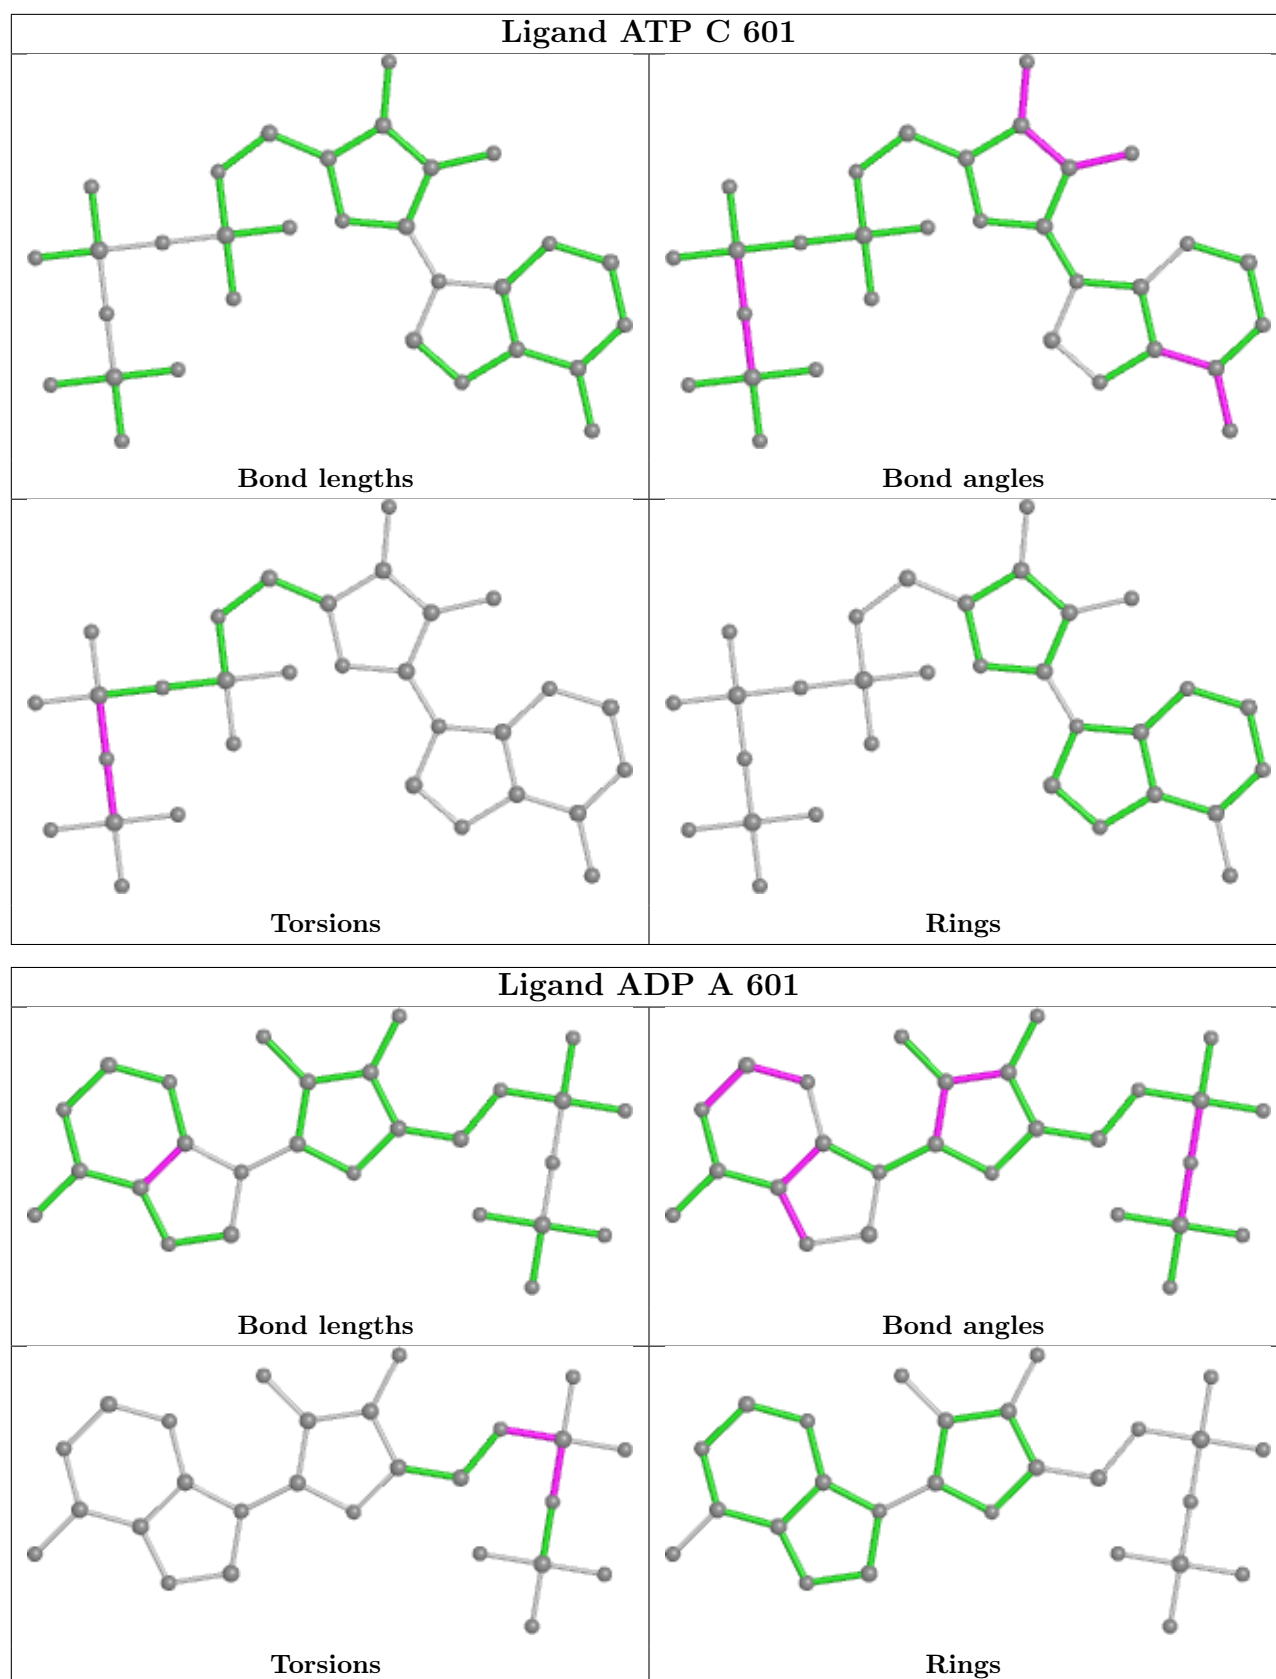 Ligand ATP C 601
Bond lengths
Bond angles
Torsions
Rings
Ligand ADP A 601
Bond lengths
Bond angles
Torsions
Rings